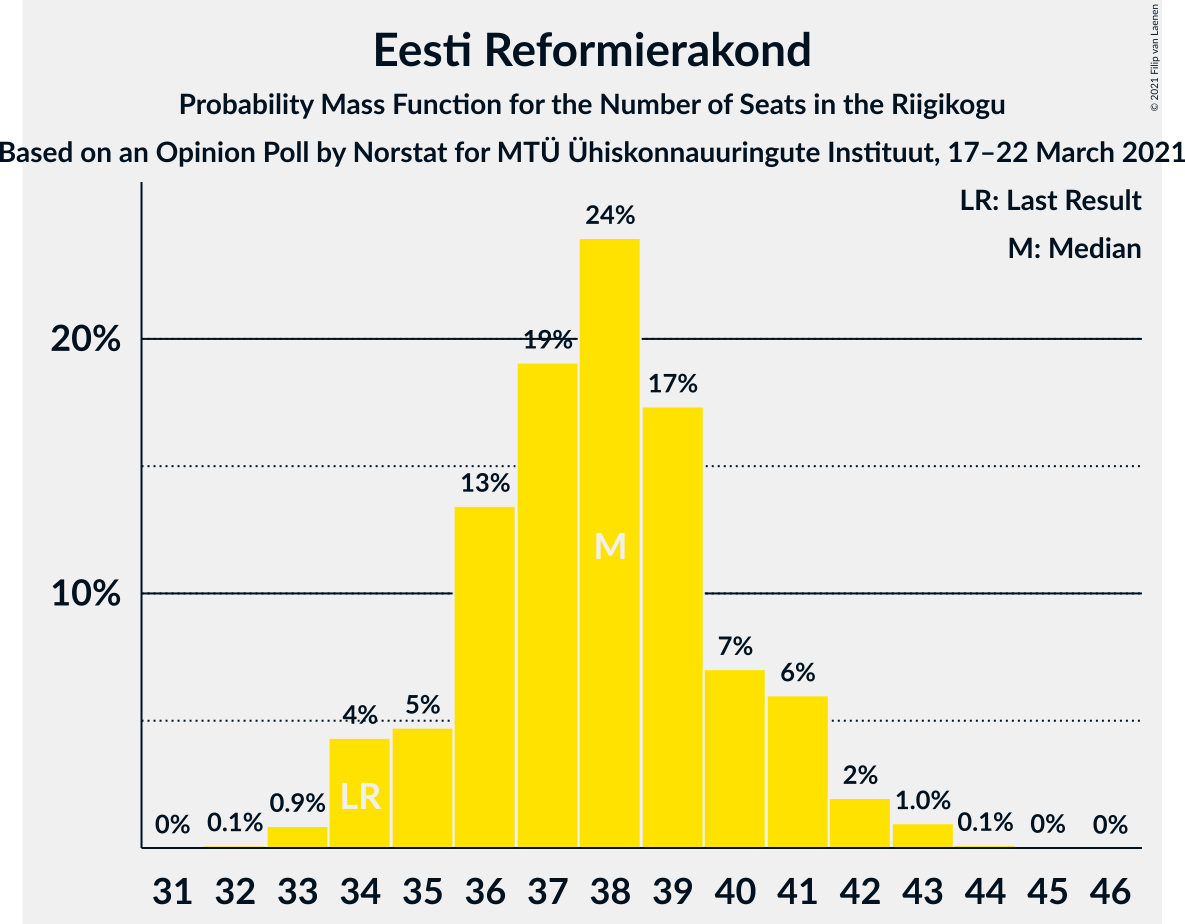 Eesti Reformierakond
Probability Mass Function for the Number of Seats in the Riigikogu
Based on an Opinion Poll by Norstat for MTÜ Ühiskonnauuringute Instituut, 17–22 March 2021
© 2021 Filip van Laenen
LR: Last Result
M: Median
20%
10%
0%
0.1%
0.9%
4%
5%
13%
19%
24%
17%
7%
6%
2%
1.0%
0.1%
0%
0%
LR
M
31 32 33 34 35 36 37 38 39 40 41 42 43 44 45 46